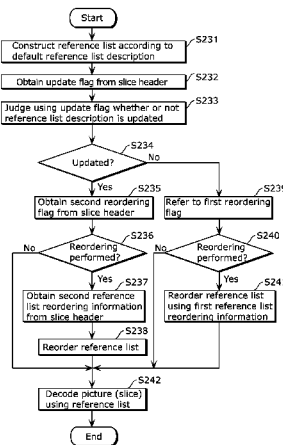 Start
S231
Construct reference list according to
default reference list description
S232
Obtain update flag from slice header
S233
Judge using update flag whether or not
reference list description is updated
S234
Updated?
No
Yes
S235
Obtain second reordering
flag from slice header
S239
Refer to first reordering
flag
S236
No
Reordering
performed?
Yes
S240
No
Reordering
performed?
Yes
S237
Obtain second reference
list reordering information
from slice header
S238
Reorder reference list
S24
Reorder reference list
using first reference list
reordering information
S242
Decode picture (slice)
using reference list
End